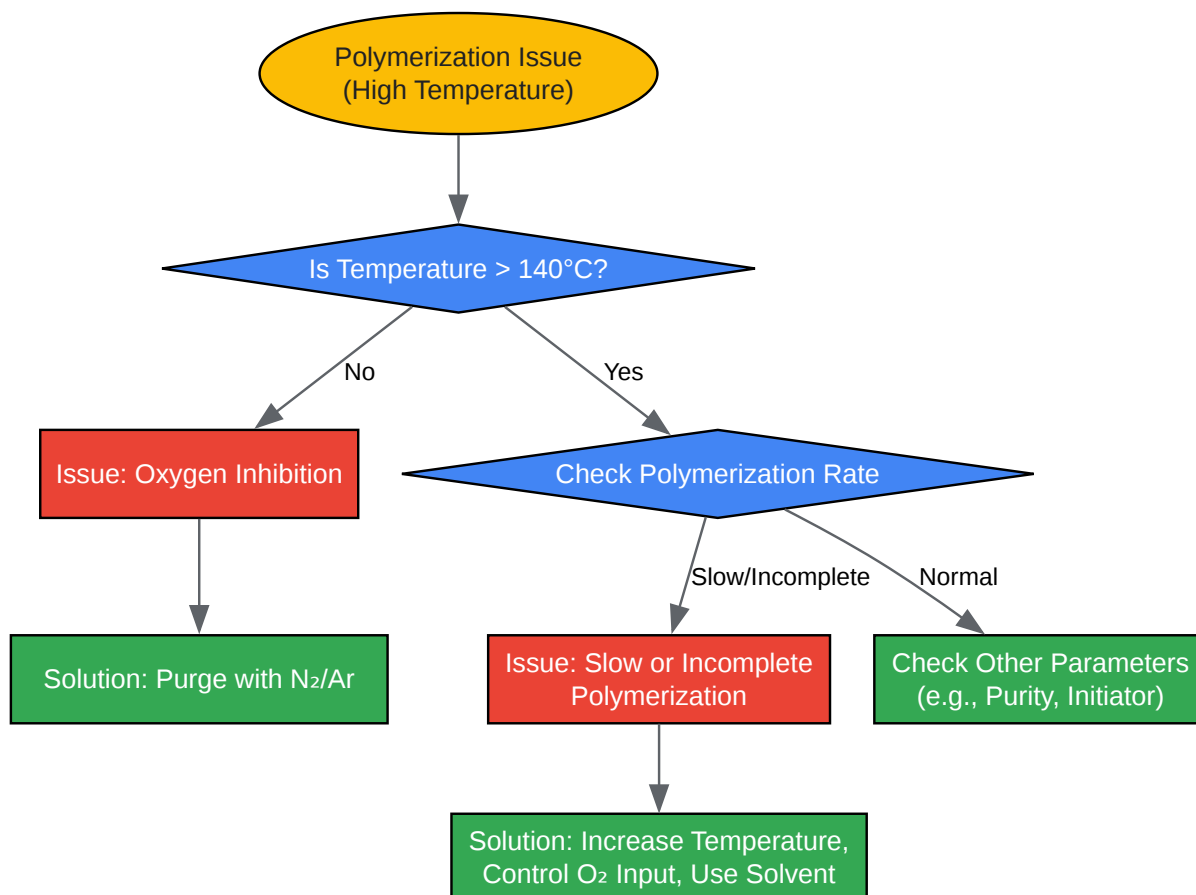 Polymerization Issue
(High Temperature)
Is Temperature > 140°C?
No
Yes
Issue: Oxygen Inhibition
Check Polymerization Rate
Slow/Incomplete
Normal
Solution: Purge with N₂/Ar
Issue: Slow or Incomplete
Polymerization
Check Other Parameters
(e.g., Purity, Initiator)
Solution: Increase Temperature,
Control O₂ Input, Use Solvent